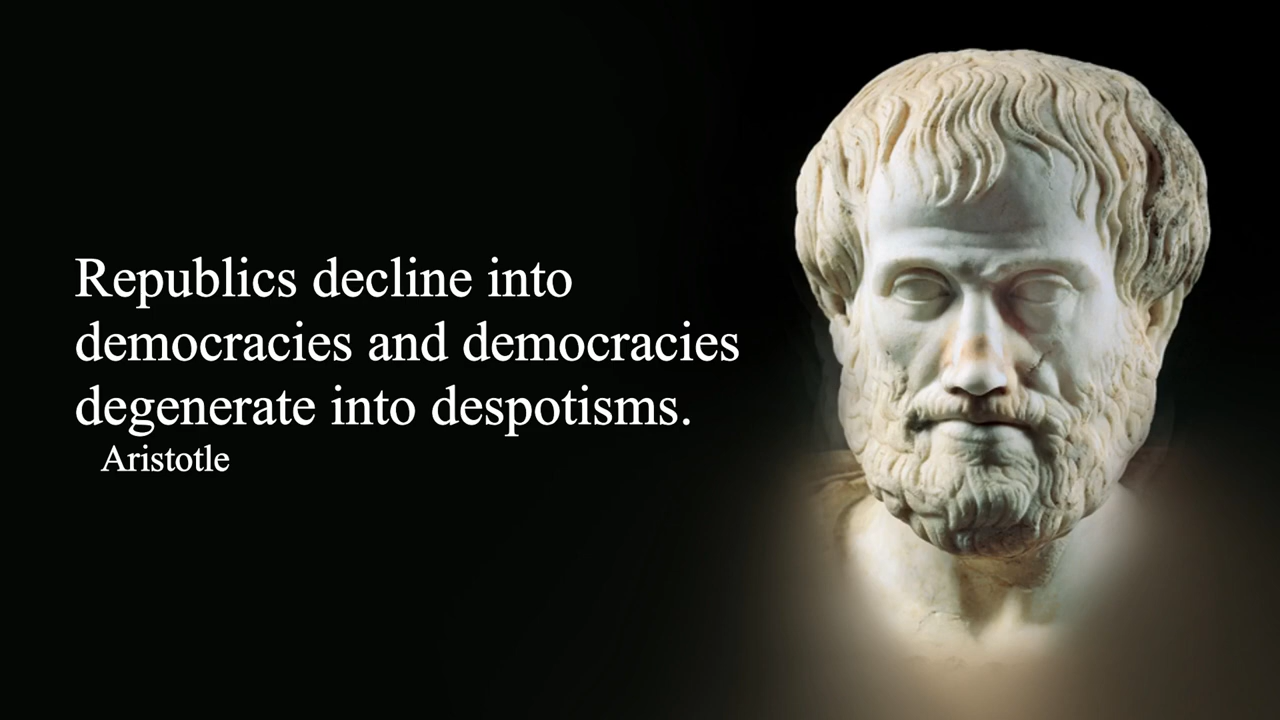 Republics decline into
democracies and democracies
degenerate into despotisms.
Aristotle